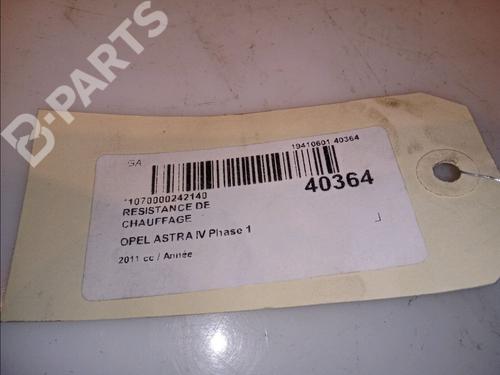 B-PARTS
GA
19410601 40364
*1070000242140
40364
RESISTANCE DE
CHAUFFAGE
OPEL ASTRA IV Phase 1
2011 cc / Année